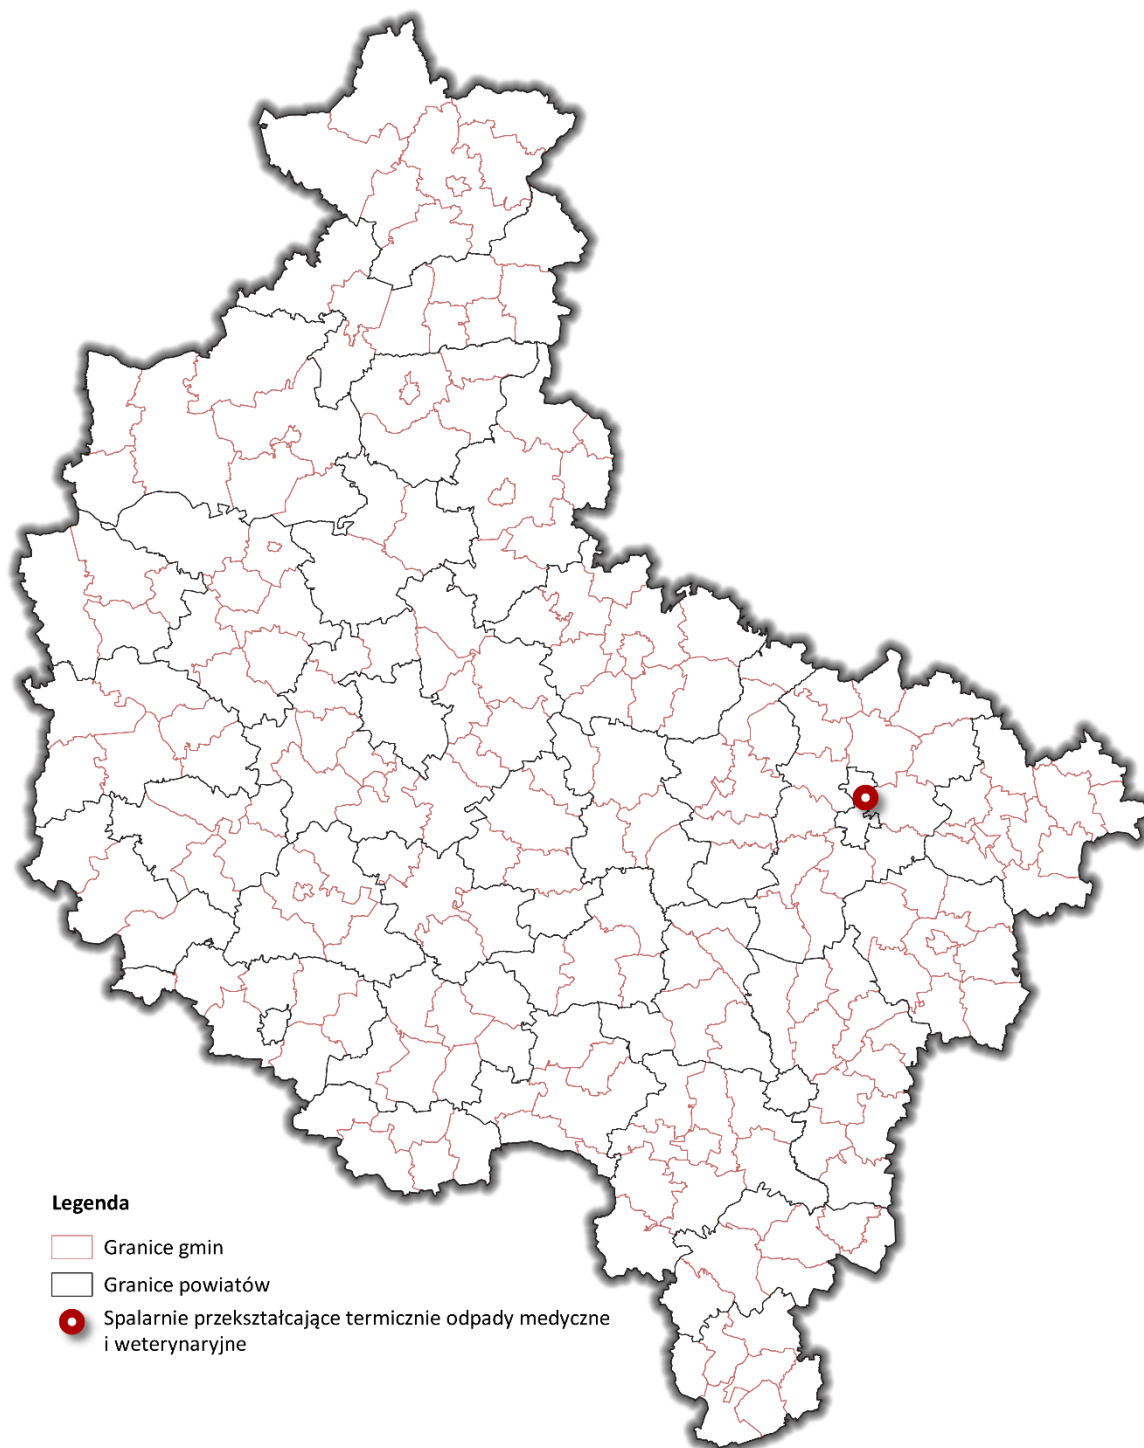 Legenda
Granice gmin
Granice powiatów
Spalarnie przekształcające termicznie odpady medyczne
i weterynaryjne